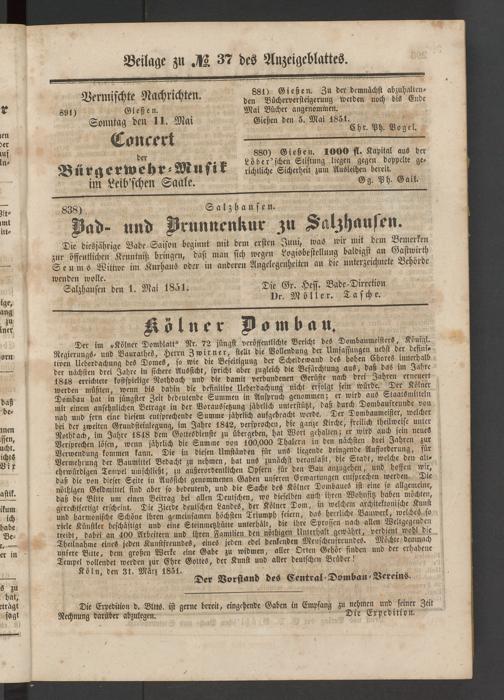 Beilage zu № 37 des Anzeigeblattes.
Vermischte Nachrichten.
891) Gießen.
Sonntag den 11. Mai
Concert
der
Bürgerwehr-Musik
im Leib'schen Saale.
881) Gießen. Zu der demnächst abzuhalten-
den Bücherversteigerung werden noch bis Ende
Mai Bücher angenommen.
Gießen den 5. Mai 1851.
Chr. Ph. Vogel.
880) Gießen. 1000 fl. Kapital aus der
Löber'schen Stiftung liegen gegen doppelte ge-
richtliche Sicherheit zum Ausleihen bereit.
Gg. Ph. Gail.
838) Salzhausen.
Bad- und Brunnenkur zu Salzhausen.
Die diesjährige Bade-Saison beginnt mit dem ersten Juni, was wir mit dem Bemerken
zur öffentlichen Kenntniß bringen, daß man sich wegen Logisbestellung baldigst an Gastwirth
Seums Witwe im Kurhaus oder in anderen Angelegenheiten an die unterzeichnete Behörde
wenden wolle.
Salzhausen den 1. Mai 1851. Die Gr. Hess. Bade-Direction
Dr. Möller. Tasche.
Kölner Dombau.
Der im «Kölner Domblatt» Nr. 72 jüngst veröffentlichte Bericht des Dombaumeisters, Königl.
Regierungs- und Baurathes, Herrn Zwirner, stellt die Vollendung der Umfassungen nebst der defini-
tiven Ueberdachung des Domes, so wie die Beseitigung der Scheidewand des hohen Chores innerhalb
der nächsten drei Jahre in sichere Aussicht, spricht aber zugleich die Befürchtung aus, daß das im Jahre
1848 errichtete kostspielige Nothdach und die damit verbundenen Gerüste nach drei Jahren erneuert
werden müßten, wenn bis dahin die definitive Ueberdachung nicht erfolgt sein würde. Der Kölner
Dombau hat in jüngster Zeit bedeutende Summen in Anspruch genommen; er wird aus Staatsmitteln
mit einem anschnlichen Betrage in der Voraussetzung jährlich unterstützt, daß durch Dombaufreunde von
nah und fern eine diesem entsprechende Summe jährlich aufgebracht werde. Der Dombaumeister, welcher
bei der zweiten Grundsteinlegung, im Jahre 1842, versprochen, die ganze Kirche, freilich theilweise unter
Nothdach, im Jahre 1848 dem Gottesdienste zu übergeben, hat Wort gehalten; er wird auch sein neues
Versprechen lösen, wenn jährlich die Summe von 100,000 Thalern in den nächsten drei Jahren zur
Verwendung kommen kann. Die in diesen Umständen für uns liegende dringende Aufforderung, für
Vermehrung der Baumittel Bedacht zu nehmen, hat uns zunächst veranlaßt, die Stadt, welche den alt-
ehrwürdigen Tempel umschließt, zu außerordentlichen Opfern für den Bau anzugehen, und hoffen wir,
daß die von dieser Seite in Aussicht genommenen Gaben unseren Erwartungen entsprechen werden. Die
nöthigen Geldmittel sind aber so bedeutend, und die Sache des Kölner Dombaues ist eine so allgemeine,
daß die Bitte um einen Beitrag bei allen Deutschen, wo dieselben auch ihren Wohnsitz haben möchten,
gerechtfertigt erscheint. Die Zierde deutschen Landes, der Kölner Dom, in welchem architektonische Kunst
und harmonische Schöne ihren gemeinsamen höchsten Triumph feiern, das herrliche Bauwerk, welches so
viele Künstler beschäftigt und eine Steinmetzhütte unterhält, die ihre Sprossen nach allen Weltgegenden
treibt, dabei an 400 Arbeitern und ihren Familien den nöthigen Unterhalt gewährt, verdient wohl die
Theilnahme eines jeden Kunstfreundes, eines jeden edel denkenden Menschenfreundes. Möchte demnach
unsere Bitte, dem großen Werke eine Gabe zu widmen, aller Orten Gehör finden und der erhabene
Tempel vollendet werden zur Ehre Gottes, der Kunst und aller deutschen Brüder!
Köln, den 31. März 1851.
Der Vorstand des Central-Dombau-Vereins.
Die Expedition d. Bltts. ist gerne bereit, eingehende Gaben in Empfang zu nehmen und seiner Zeit
Rechnung darüber abzulegen. Die Expedition.